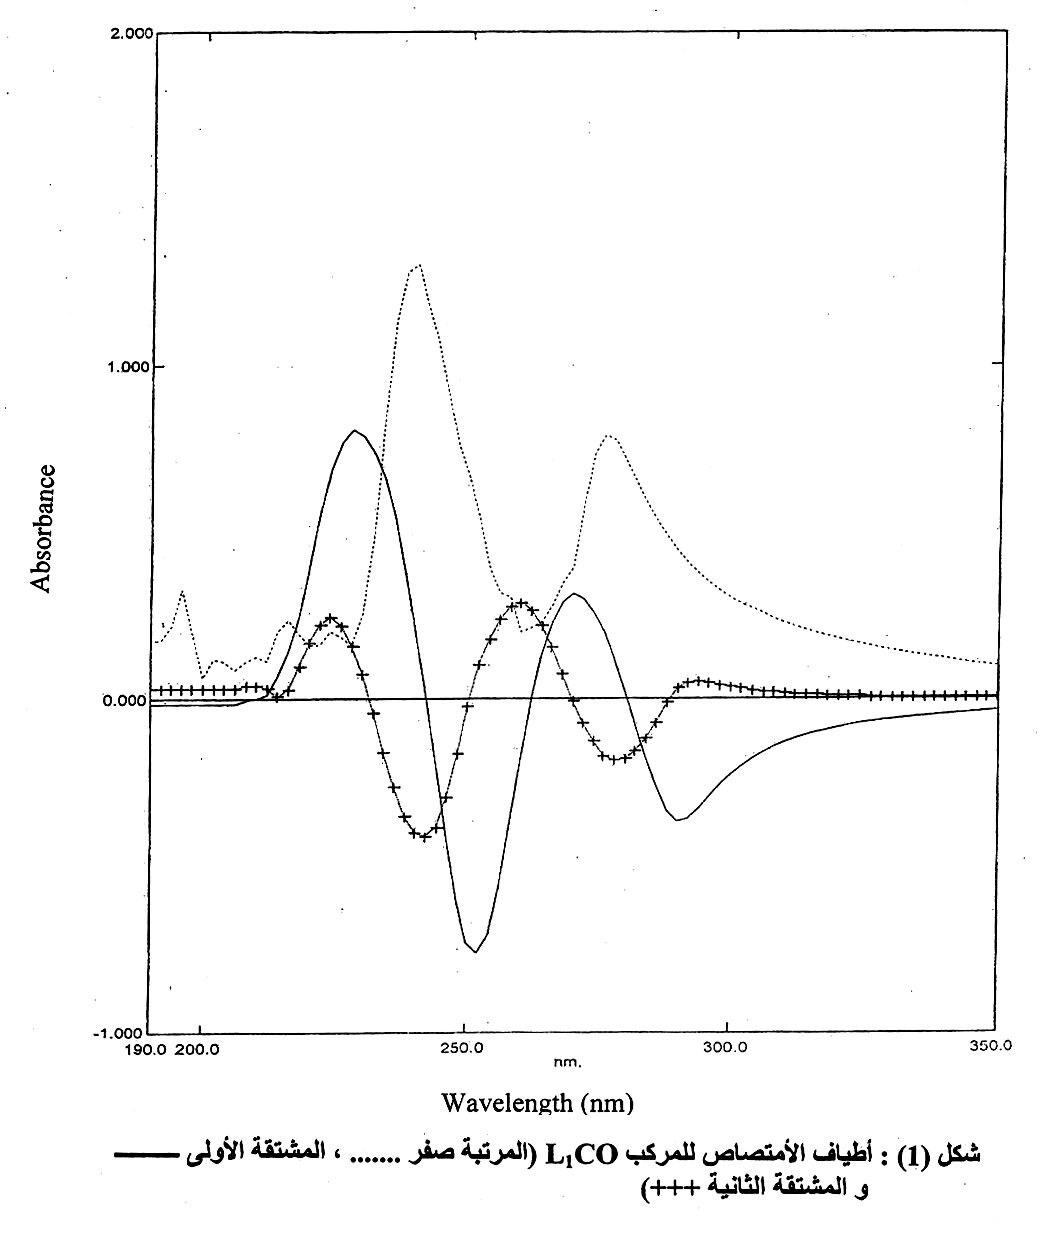 2.000
1.000
Absorbance
0.000
-1.000
190.0 200.0 250.0 300.0 350.0
nm.
Wavelength (nm)
شكل (1) : أطياف الأمتصاص للمركب L₁CO (المرتبة صفر ....... ، المشتقة الأولى ———
و المشتقة الثانية +++)